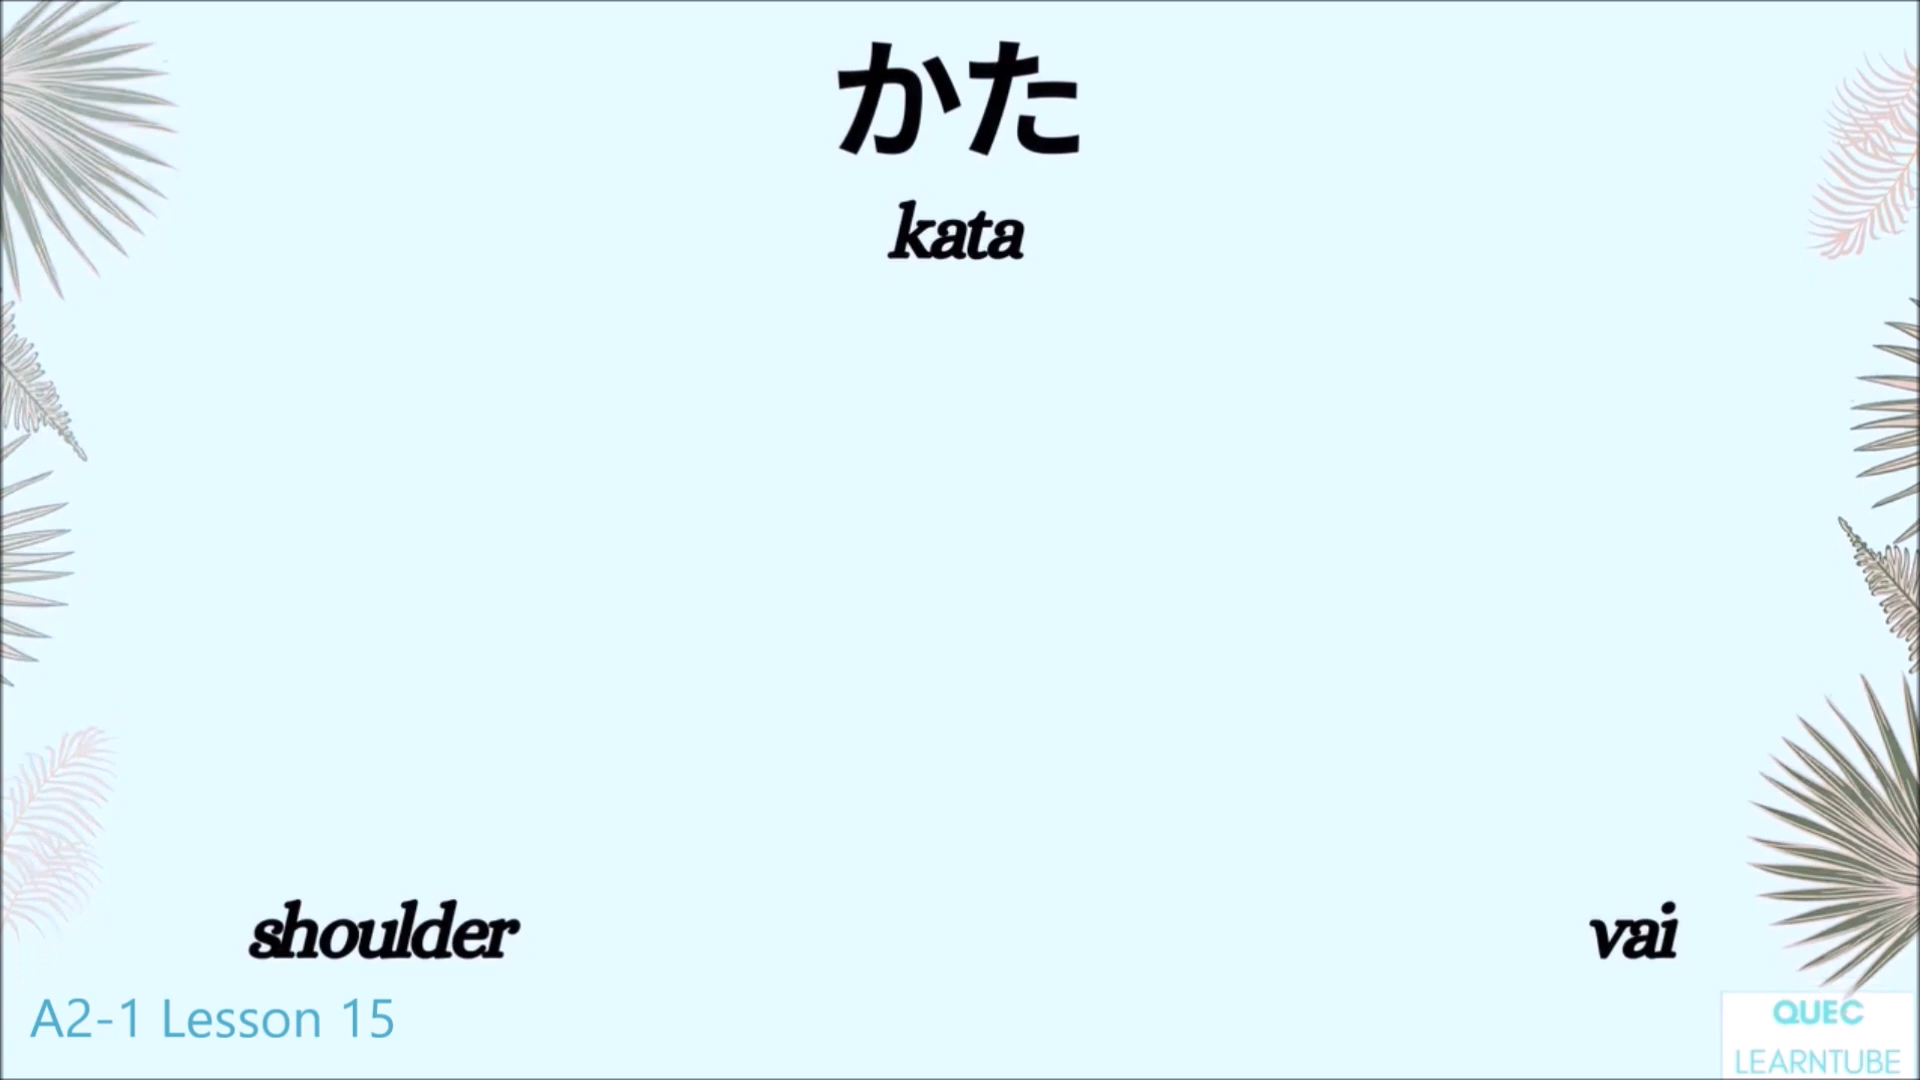 かた
kata
shoulder
vai
A2-1 Lesson 15
QUEC
LEARNTUBE